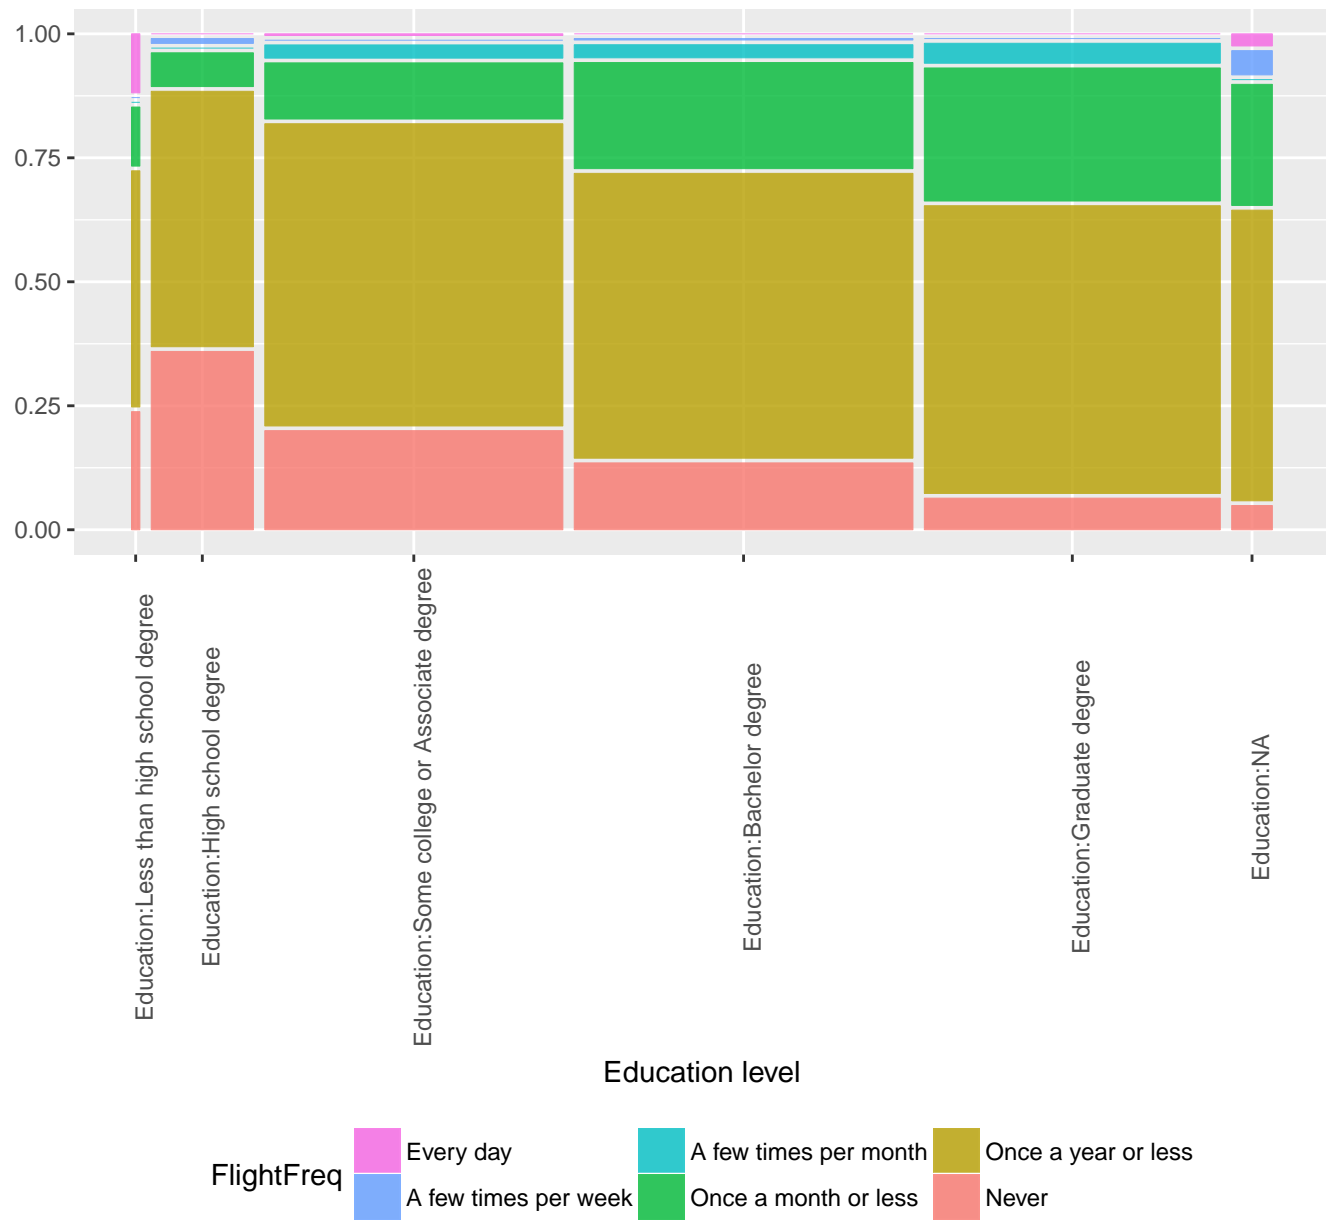 1.00
0.75
0.50
0.25
0.00
Education:Less than high school degree
Education:High school degree
Education:Some college or Associate degree
Education:Bachelor degree
Education:Graduate degree
Education:NA
Education level
FlightFreq
Every day
A few times per week
A few times per month
Once a month or less
Once a year or less
Never